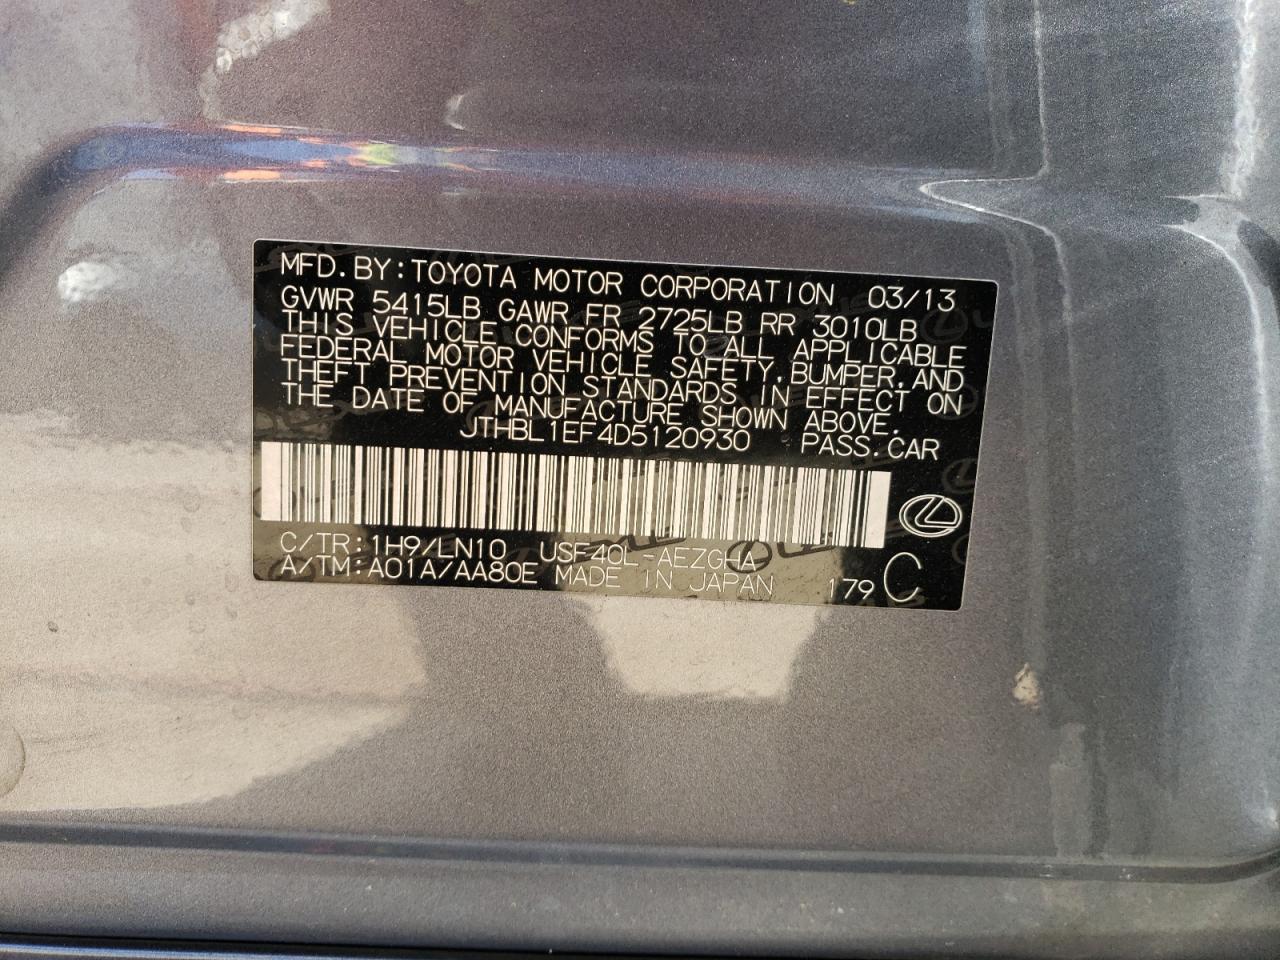 MFD.BY:TOYOTA MOTOR CORPORATION 03/13
GVWR 5415LB GAWR FR 2725LB RR 3010LB
THIS VEHICLE CONFORMS TO ALL APPLICABLE
FEDERAL MOTOR VEHICLE SAFETY,BUMPER,AND
THEFT PREVENTION STANDARDS IN EFFECT ON
THE DATE OF MANUFACTURE SHOWN ABOVE.
JTHBL1EF4D5120930 PASS.CAR
C/TR:1H9/LN10 USF40L-AEZGHA
A/TM:A01A/AA80E MADE IN JAPAN 179 C